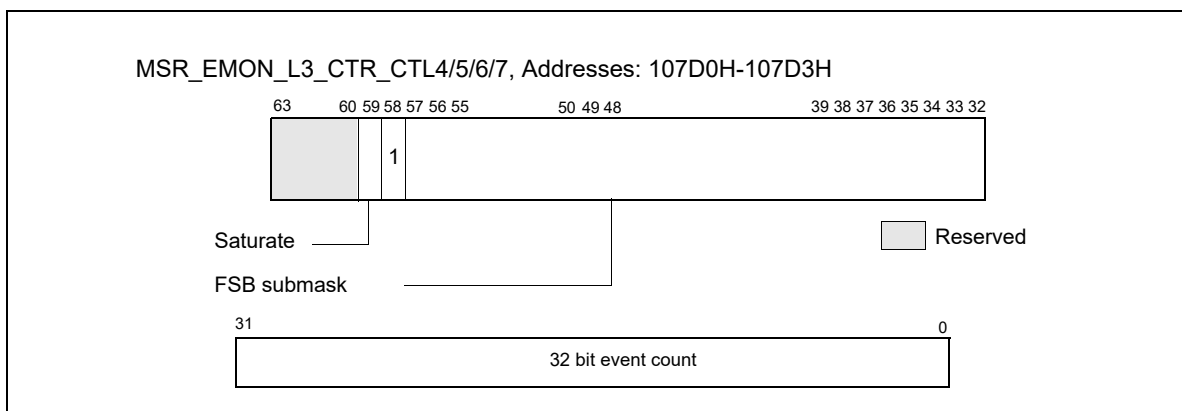 MSR_EMON_L3_CTR_CTL4/5/6/7, Addresses: 107D0H-107D3H
63 60 59 58 57 56 55 50 49 48 39 38 37 36 35 34 33 32
1
Saturate
Reserved
FSB submask
31 0
32 bit event count